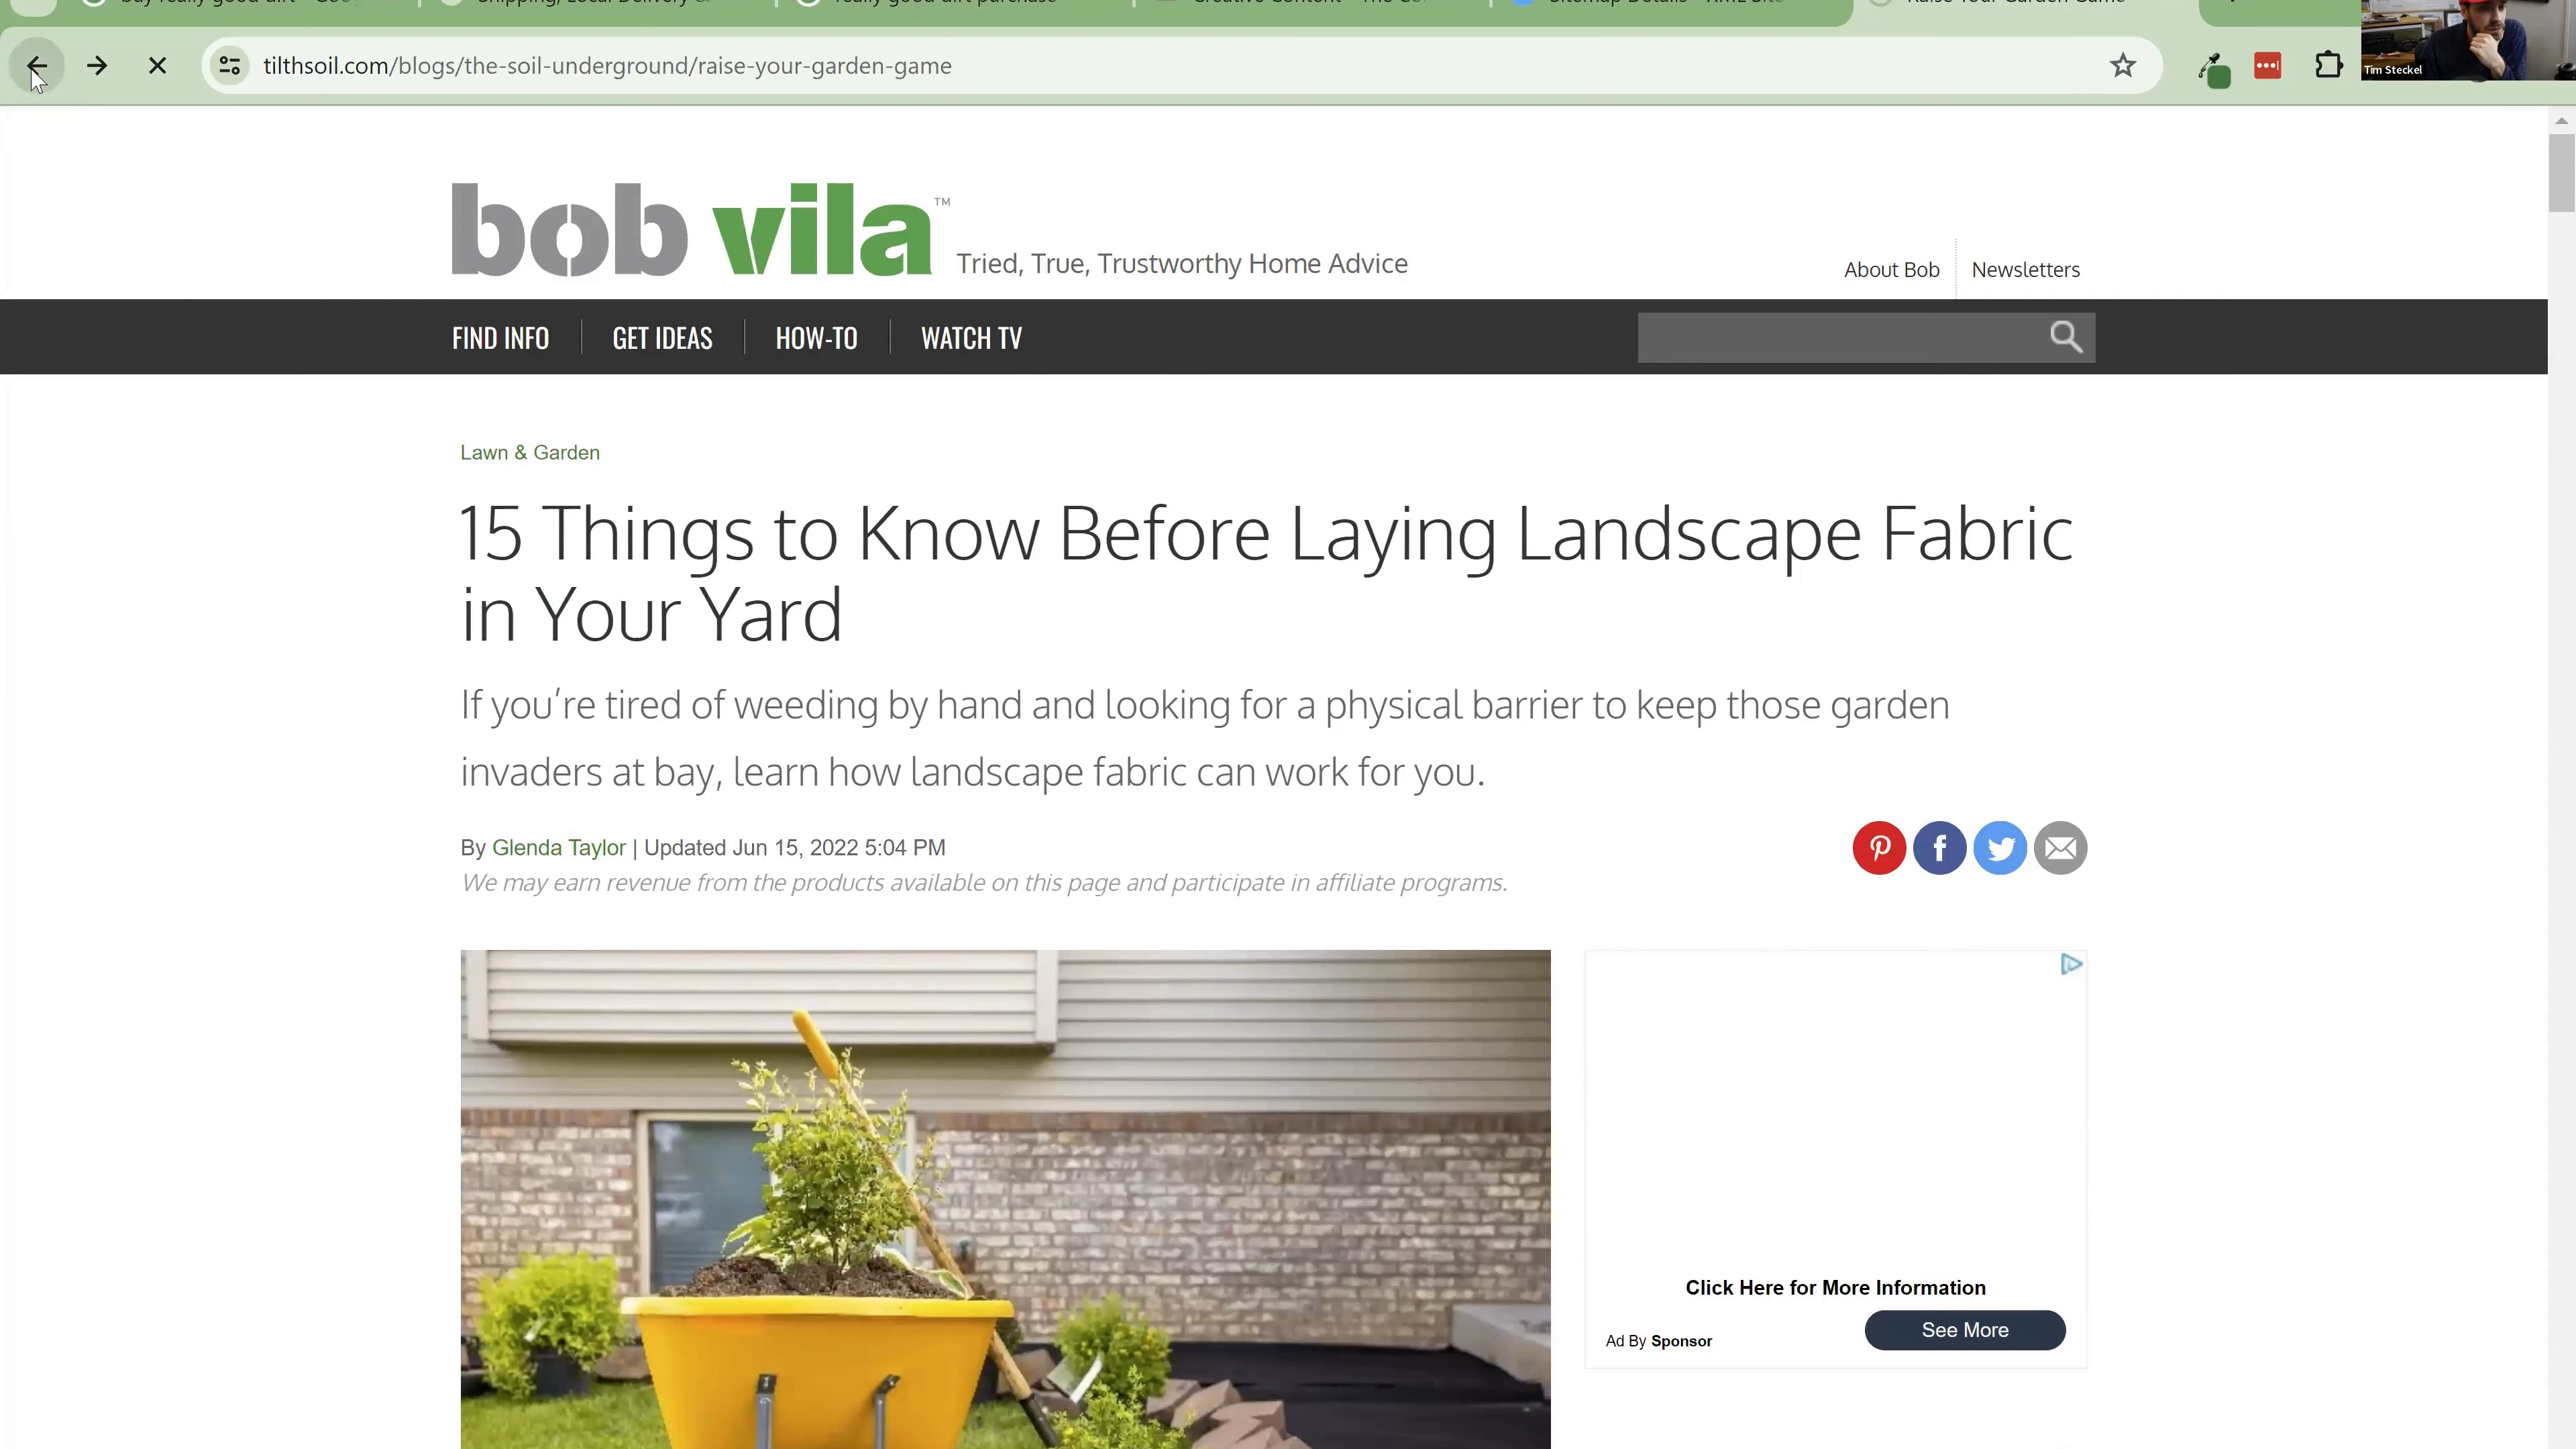 tilthsoil.com/blogs/the-soil-underground/raise-your-garden-game
Tim Steckel
bob vila™
Tried, True, Trustworthy Home Advice
About Bob
Newsletters
FIND INFO
GET IDEAS
HOW-TO
WATCH TV
Lawn & Garden
15 Things to Know Before Laying Landscape Fabric
in Your Yard
If you're tired of weeding by hand and looking for a physical barrier to keep those garden
invaders at bay, learn how landscape fabric can work for you.
By Glenda Taylor | Updated Jun 15, 2022 5:04 PM
We may earn revenue from the products available on this page and participate in affiliate programs.
Click Here for More Information
Ad By Sponsor
See More